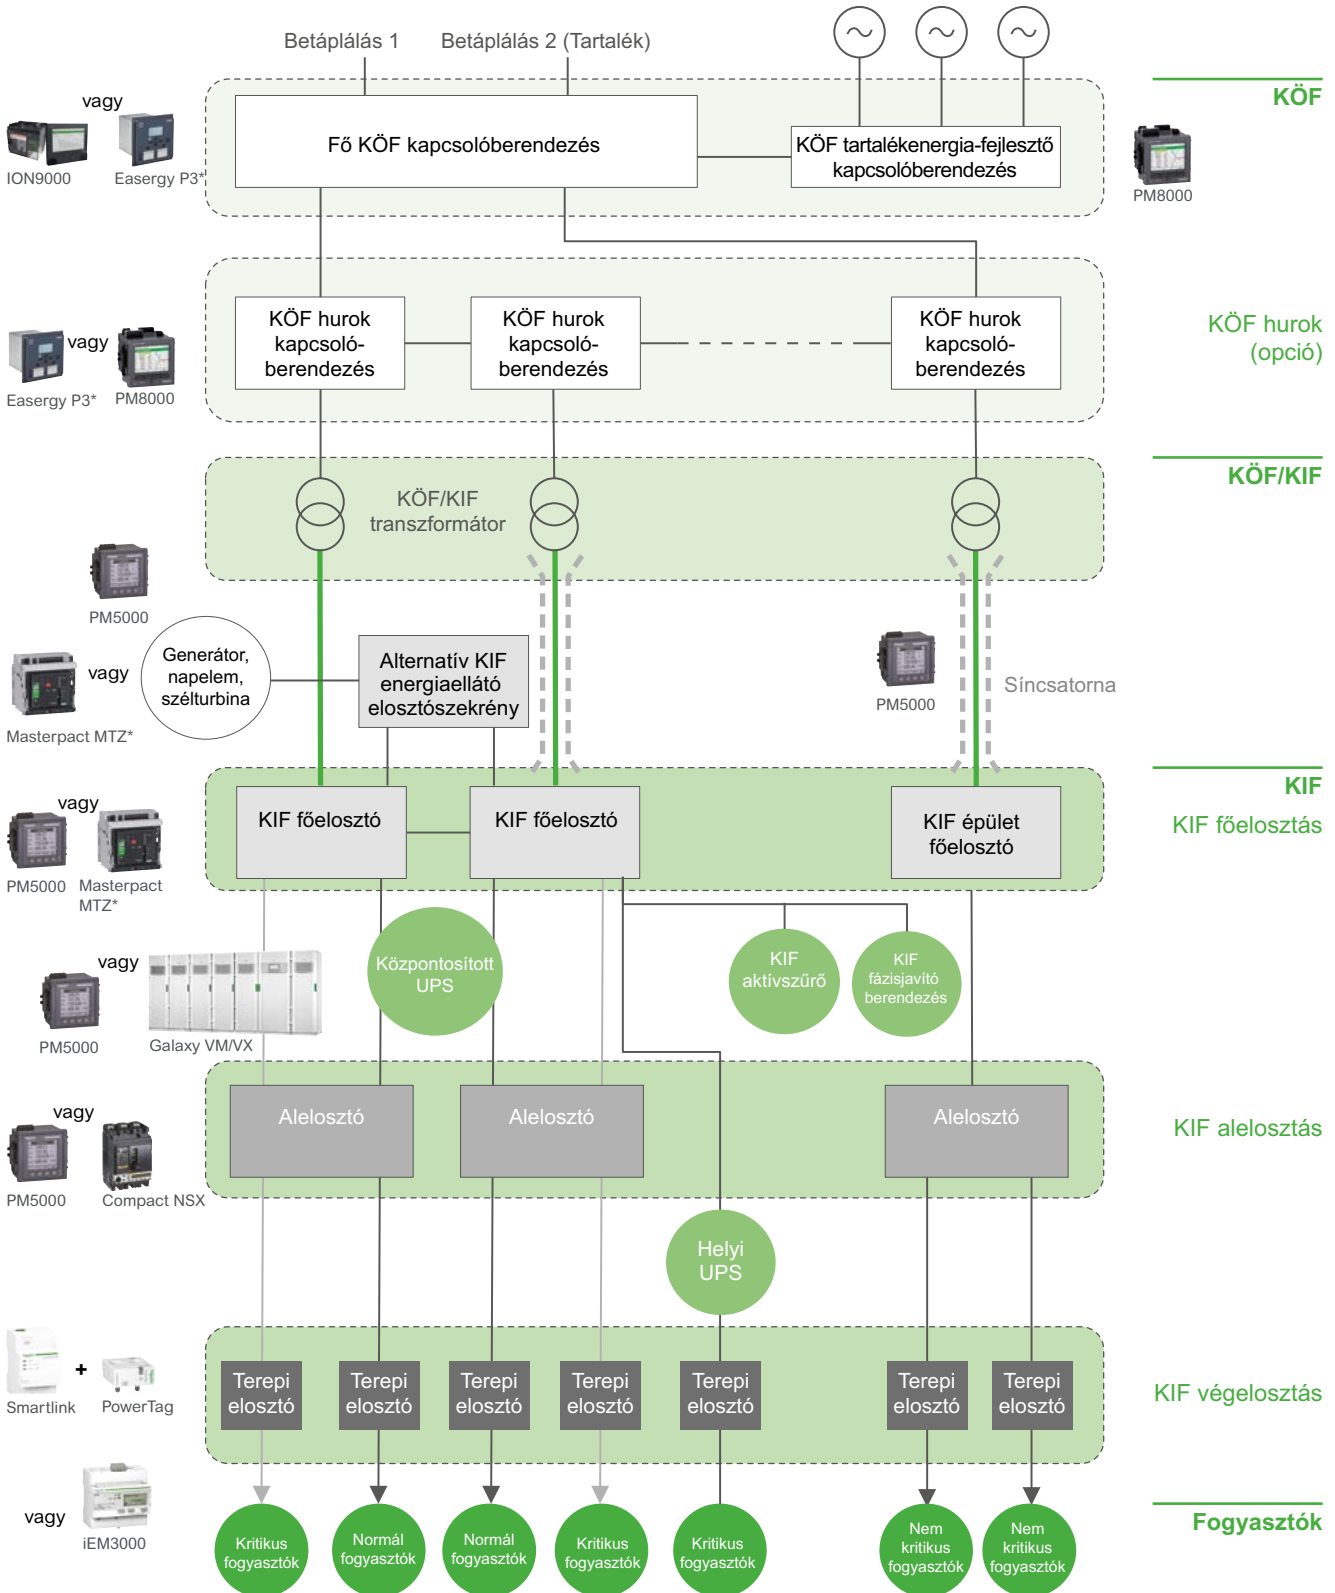 Betáplálás 1
Betáplálás 2 (Tartalék)
KÖF
vagy
ION9000
Easergy P3*
Fő KÖF kapcsolóberendezés
KÖF tartalékenergia-fejlesztő
kapcsolóberendezés
PM8000
KÖF hurok
kapcsoló-
berendezés
KÖF hurok
kapcsoló-
berendezés
KÖF hurok
kapcsoló-
berendezés
KÖF hurok
(opció)
vagy
Easergy P3*
PM8000
KÖF/KIF
KÖF/KIF
transzformátor
PM5000
vagy
Masterpact MTZ*
Generátor,
napelem,
szélturbina
Alternatív KIF
energiaellátó
elosztószekrény
PM5000
Síncsatorna
KIF
KIF főelosztás
vagy
PM5000
Masterpact
MTZ*
KIF főelosztó
KIF főelosztó
KIF épület
főelosztó
vagy
PM5000
Galaxy VM/VX
Központosított
UPS
KIF
aktívszűrő
KIF
fázisjavító
berendezés
vagy
PM5000
Compact NSX
Alelosztó
Alelosztó
Alelosztó
KIF alelosztás
Helyi
UPS
+
Smartlink
PowerTag
Terepi
elosztó
Terepi
elosztó
Terepi
elosztó
Terepi
elosztó
Terepi
elosztó
Terepi
elosztó
Terepi
elosztó
KIF végelosztás
vagy
iEM3000
Kritikus
fogyasztók
Normál
fogyasztók
Normál
fogyasztók
Kritikus
fogyasztók
Kritikus
fogyasztók
Nem
kritikus
fogyasztók
Nem
kritikus
fogyasztók
Fogyasztók